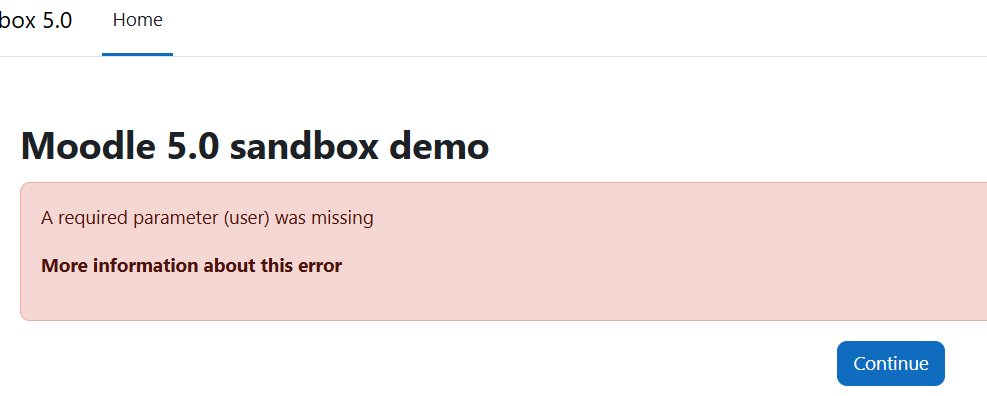 box 5.0 Home
Moodle 5.0 sandbox demo
A required parameter (user) was missing
More information about this error
Continue